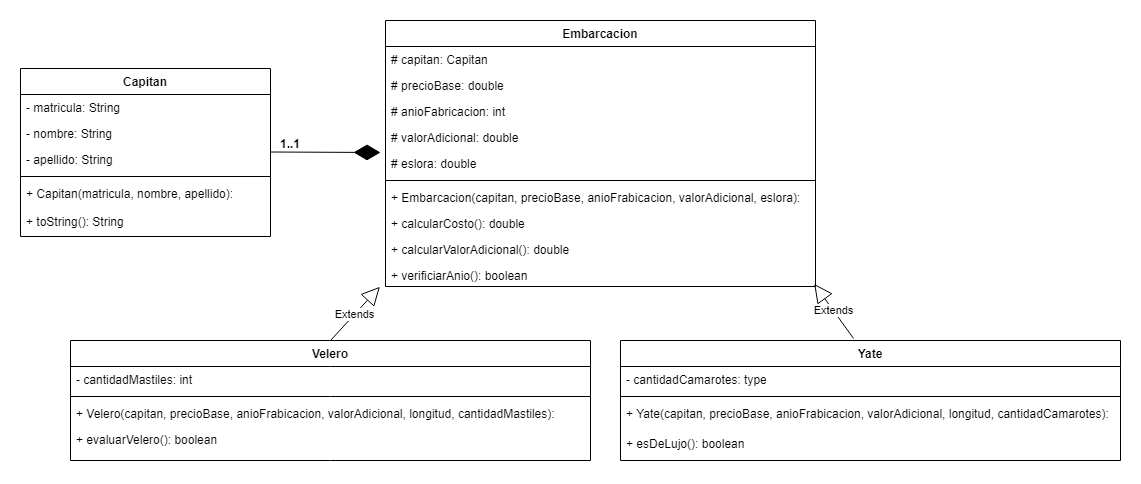 Embarcacion
# capitan: Capitan
# precioBase: double
# anioFabricacion: int
# valorAdicional: double
# eslora: double
+ Embarcacion(capitan, precioBase, anioFrabicacion, valorAdicional, eslora):
+ calcularCosto(): double
+ calcularValorAdicional(): double
+ verificiarAnio(): boolean
Capitan
- matricula: String
- nombre: String
- apellido: String
+ Capitan(matricula, nombre, apellido):
+ toString(): String
1..1
Extends
Extends
Velero
- cantidadMastiles: int
+ Velero(capitan, precioBase, anioFrabicacion, valorAdicional, longitud, cantidadMastiles):
+ evaluarVelero(): boolean
Yate
- cantidadCamarotes: type
+ Yate(capitan, precioBase, anioFrabicacion, valorAdicional, longitud, cantidadCamarotes):
+ esDeLujo(): boolean